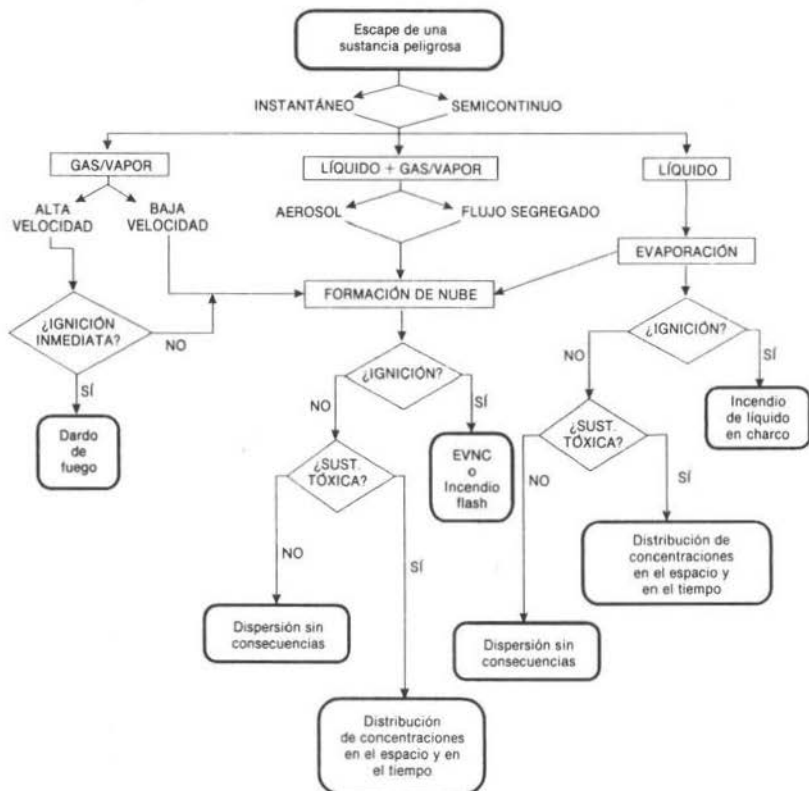 Escape de una
sustancia peligrosa
INSTANTÁNEO
SEMICONTINUO
GAS/VAPOR
LÍQUIDO + GAS/VAPOR
LÍQUIDO
ALTA
VELOCIDAD
BAJA
VELOCIDAD
AEROSOL
FLUJO SEGREGADO
EVAPORACIÓN
FORMACIÓN DE NUBE
¿IGNICIÓN
INMEDIATA?
NO
SÍ
Dardo
de
fuego
¿IGNICIÓN?
NO
SÍ
¿IGNICIÓN?
NO
SÍ
Incendio
de líquido
en charco
¿SUST.
TÓXICA?
NO
SÍ
EVNC
o
Incendio
flash
¿SUST.
TÓXICA?
NO
SÍ
Distribución de
concentraciones
en el espacio y
en el tiempo
Dispersión sin
consecuencias
Dispersión sin
consecuencias
Distribución
de concentraciones
en el espacio y en
el tiempo